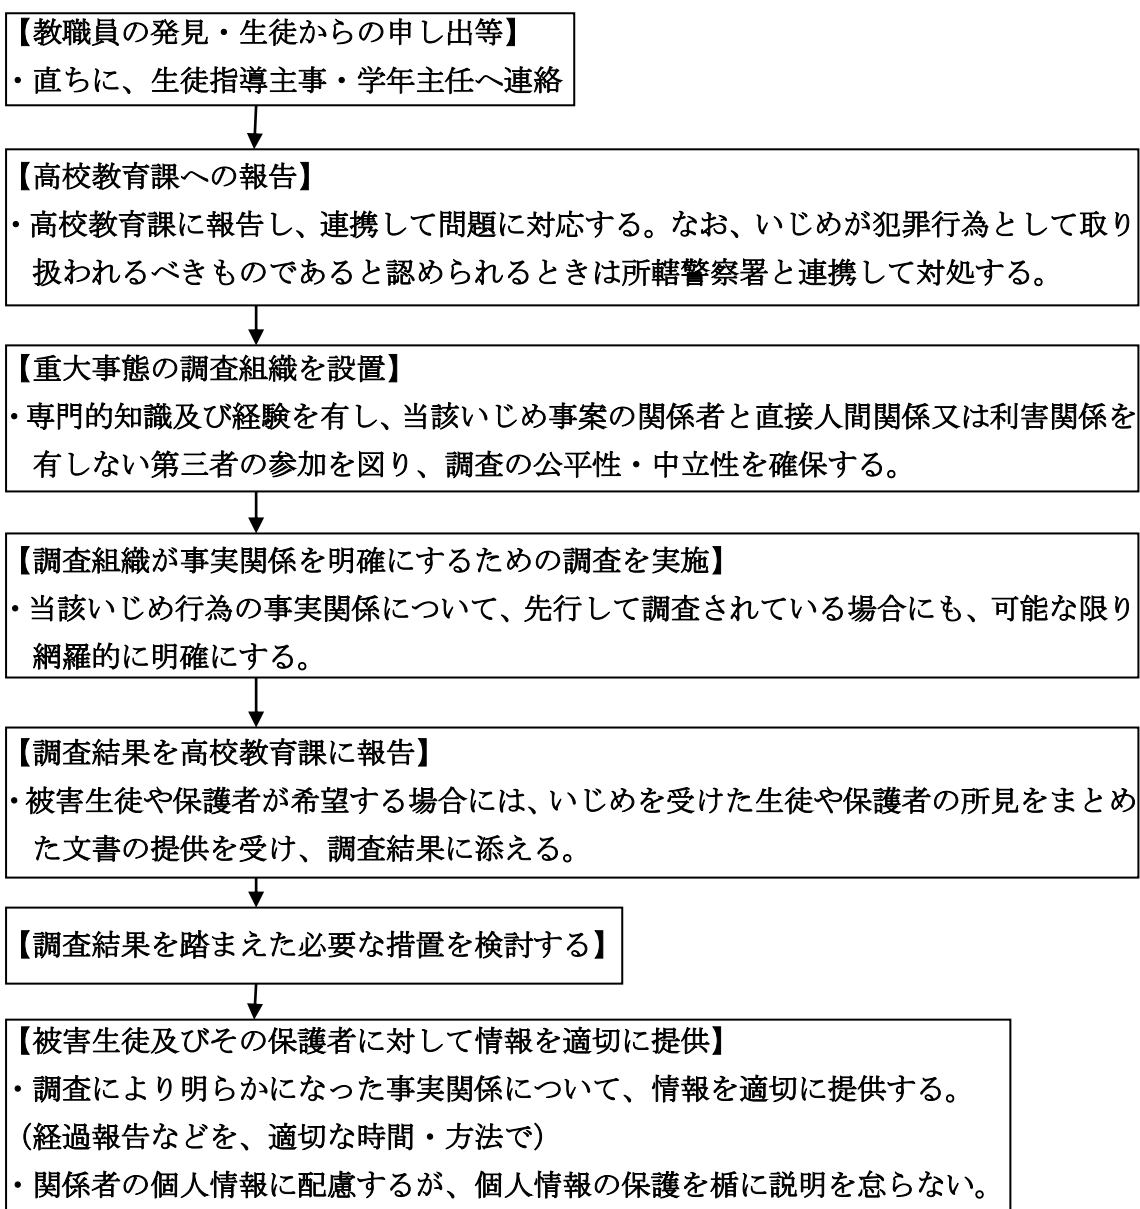 【教職員の発見・生徒からの申し出等】
・直ちに、生徒指導主事・学年主任へ連絡
【高校教育課への報告】
・高校教育課に報告し、連携して問題に対応する。なお、いじめが犯罪行為として取り
扱われるべきものであると認められるときは所轄警察署と連携して対処する。
【重大事態の調査組織を設置】
・専門的知識及び経験を有し、当該いじめ事案の関係者と直接人間関係又は利害関係を
有しない第三者の参加を図り、調査の公平性・中立性を確保する。
【調査組織が事実関係を明確にするための調査を実施】
・当該いじめ行為の事実関係について、先行して調査されている場合にも、可能な限り
網羅的に明確にする。
【調査結果を高校教育課に報告】
・被害生徒や保護者が希望する場合には、いじめを受けた生徒や保護者の所見をまとめ
た文書の提供を受け、調査結果に添える。
【調査結果を踏まえた必要な措置を検討する】
【被害生徒及びその保護者に対して情報を適切に提供】
・調査により明らかになった事実関係について、情報を適切に提供する。
（経過報告などを、適切な時間・方法で）
・関係者の個人情報に配慮するが、個人情報の保護を楯に説明を怠らない。